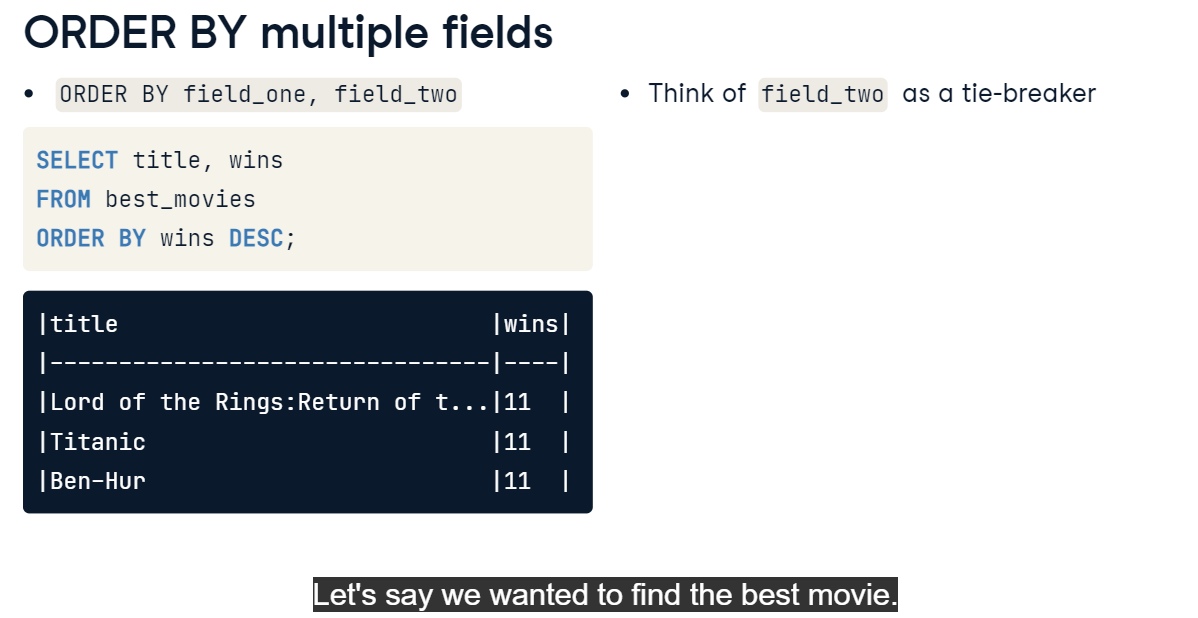 ORDER BY multiple fields
• ORDER BY field_one, field_two
SELECT title, wins
FROM best_movies
ORDER BY wins DESC;
|title                           |wins|
|--------------------------------|----|
|Lord of the Rings:Return of t...|11  |
|Titanic                         |11  |
|Ben-Hur                         |11  |
• Think of field_two as a tie-breaker
Let's say we wanted to find the best movie.